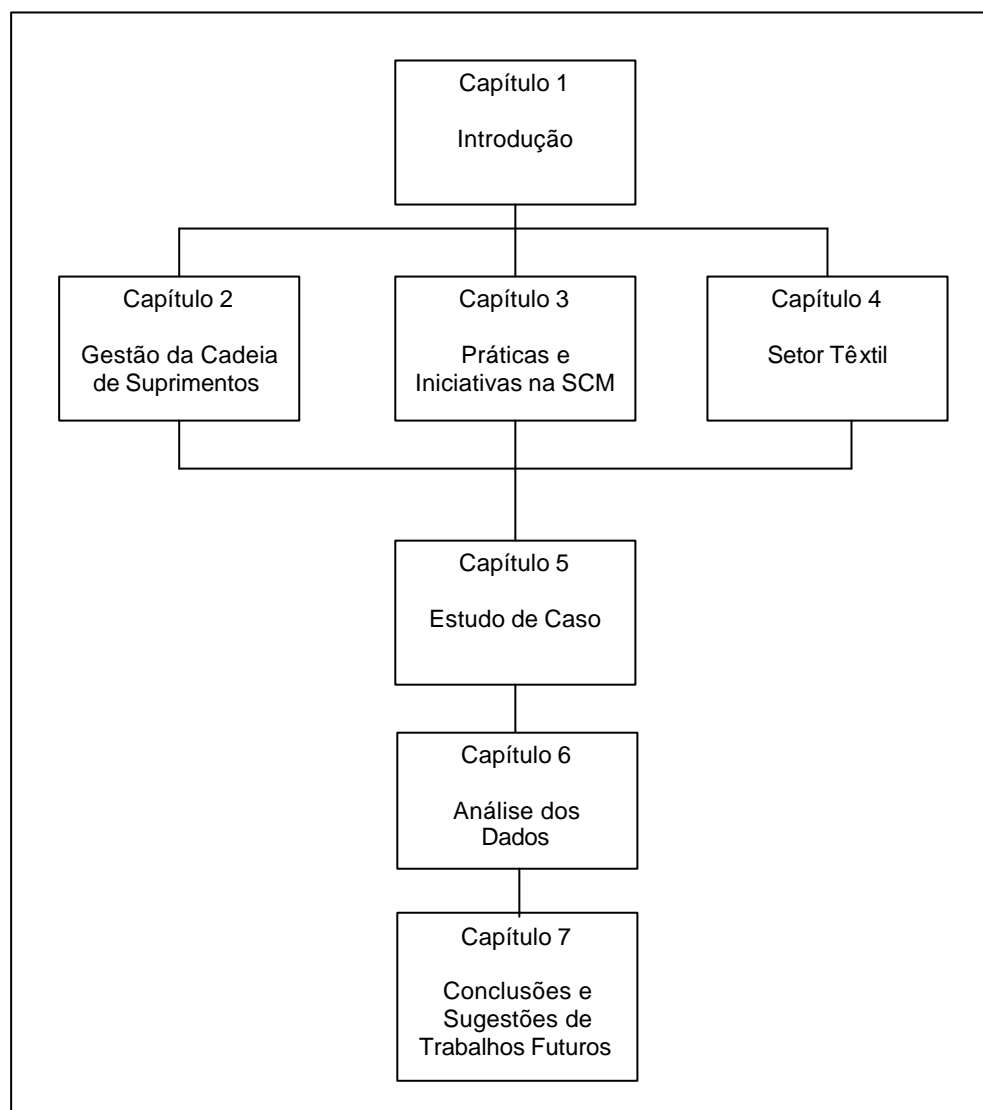 Capítulo 1
Introdução
Capítulo 2
Gestão da Cadeia
de Suprimentos
Capítulo 3
Práticas e
Iniciativas na SCM
Capítulo 4
Setor Têxtil
Capítulo 5
Estudo de Caso
Capítulo 6
Análise dos
Dados
Capítulo 7
Conclusões e
Sugestões de
Trabalhos Futuros